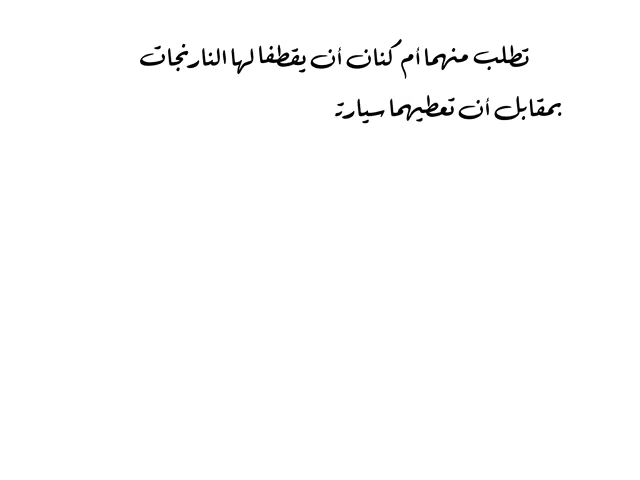 تطلب منهما أم كنان أن يقطفا لها النارنجات
بمقابل أن تعطيهما سيارة